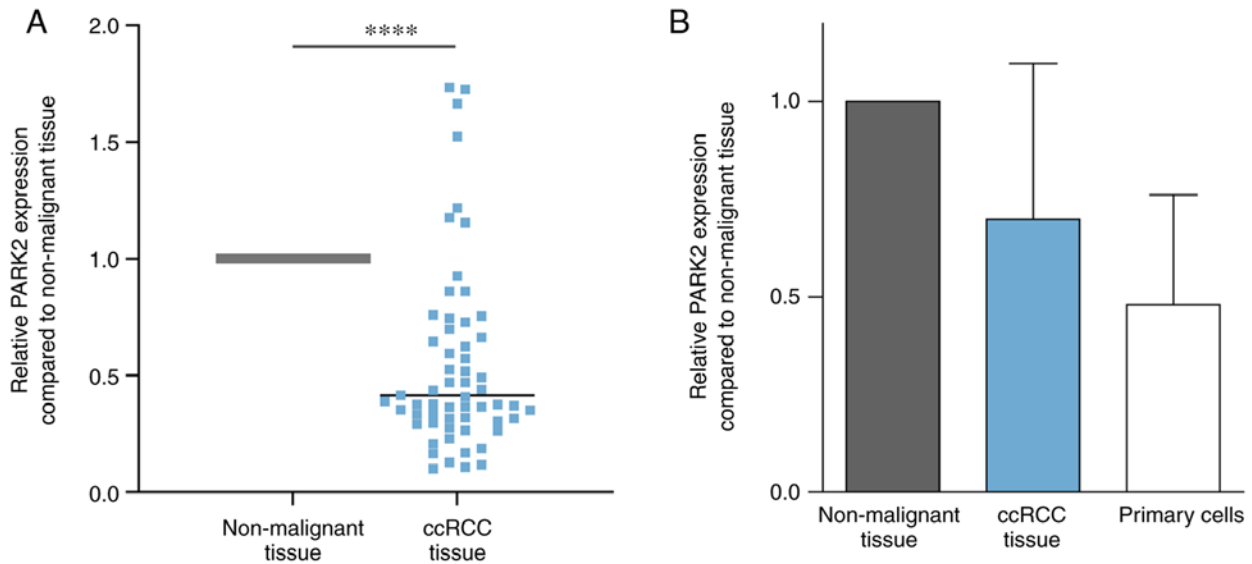 A
Relative PARK2 expression
compared to non-malignant tissue
2.0
1.5
1.0
0.5
0.0
****
Non-malignant
tissue
ccRCC
tissue
B
Relative PARK2 expression
compared to non-malignant tissue
1.0
0.5
0.0
Non-malignant
tissue
ccRCC
tissue
Primary cells